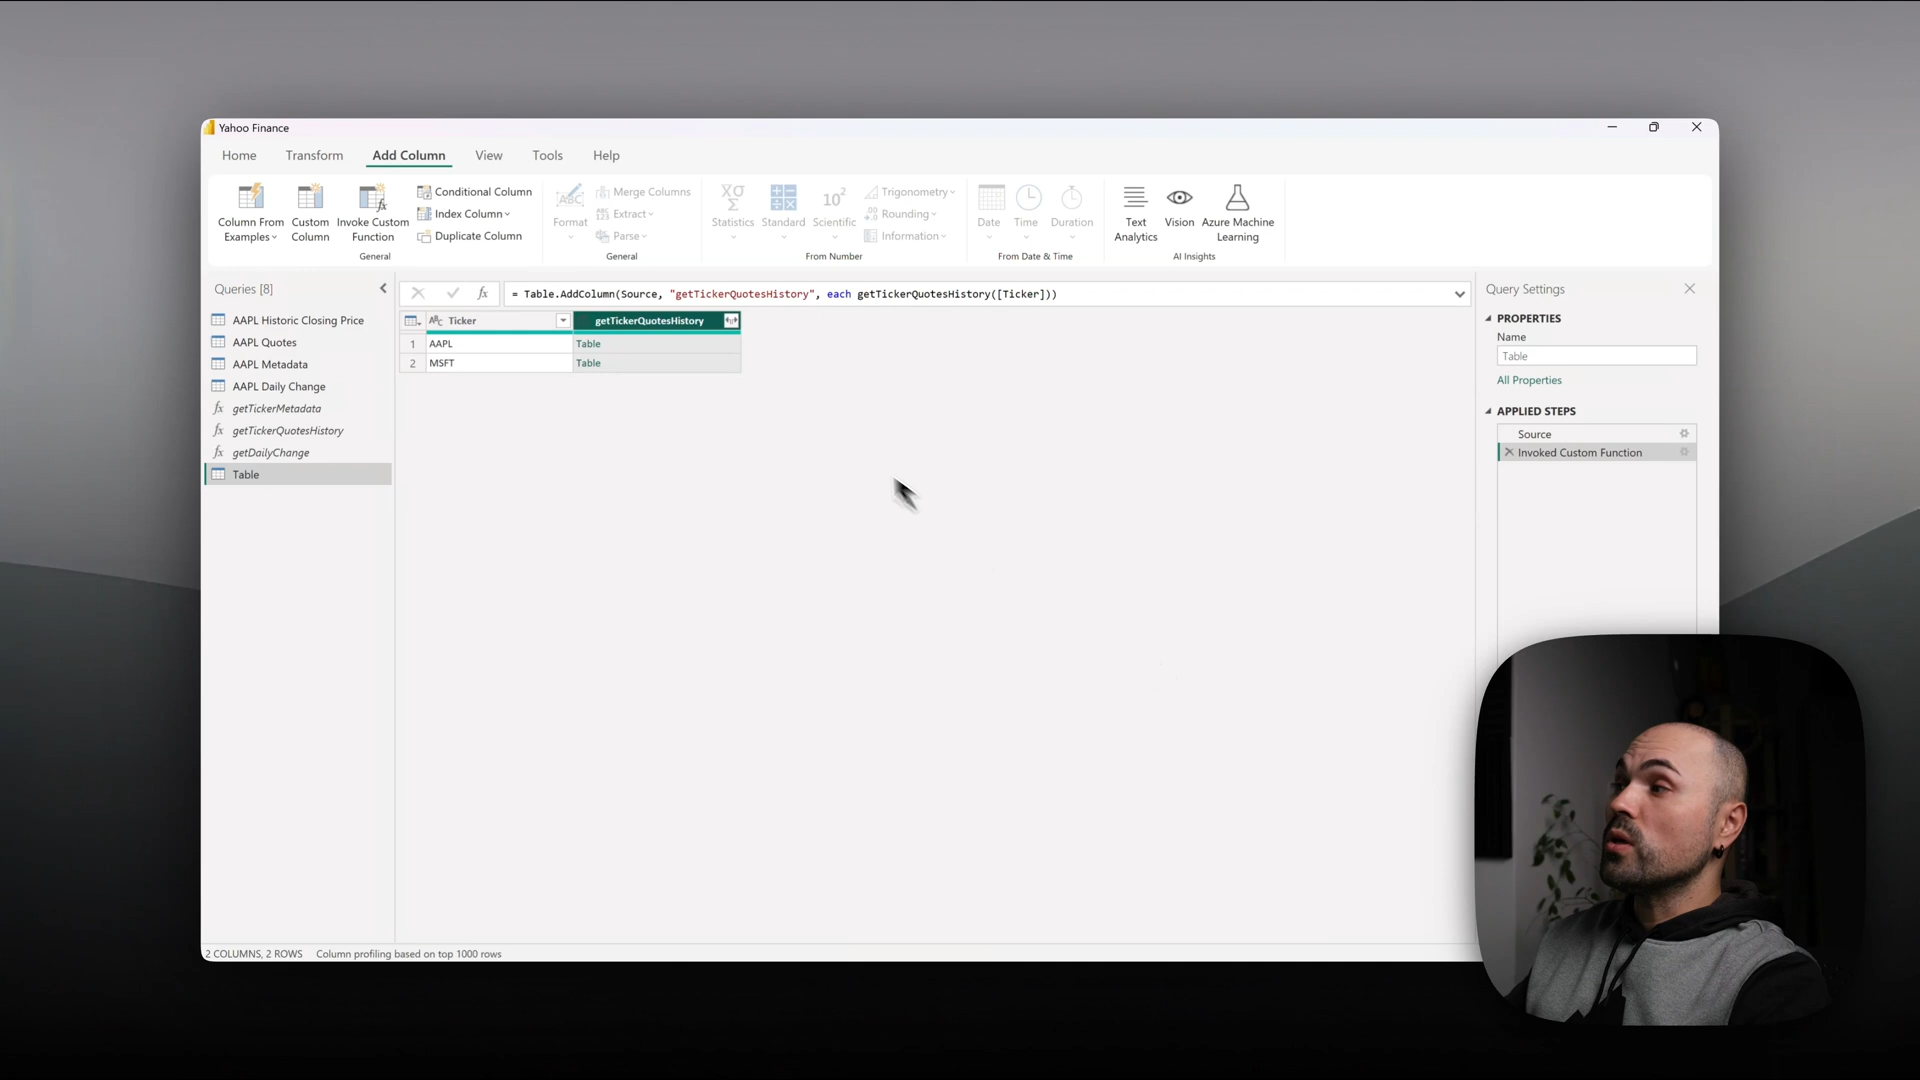 Yahoo Finance
Home Transform Add Column View Tools Help
Column From Examples
Custom Column
Invoke Custom Function
Conditional Column
Index Column
Duplicate Column
General
Format
Merge Columns
Extract
Parse
General
Statistics
Standard
Scientific
Trigonometry
Rounding
Information
From Number
Date
Time
Duration
From Date & Time
Text Analytics
Vision
Azure Machine Learning
AI Insights
Queries [8]
AAPL Historic Closing Price
AAPL Quotes
AAPL Metadata
AAPL Daily Change
getTickerMetadata
getTickerQuotesHistory
getDailyChange
Table
= Table.AddColumn(Source, "getTickerQuotesHistory", each getTickerQuotesHistory([Ticker]))
Ticker getTickerQuotesHistory
1 AAPL Table
2 MSFT Table
Query Settings
PROPERTIES
Name
Table
All Properties
APPLIED STEPS
Source
Invoked Custom Function
2 COLUMNS, 2 ROWS Column profiling based on top 1000 rows